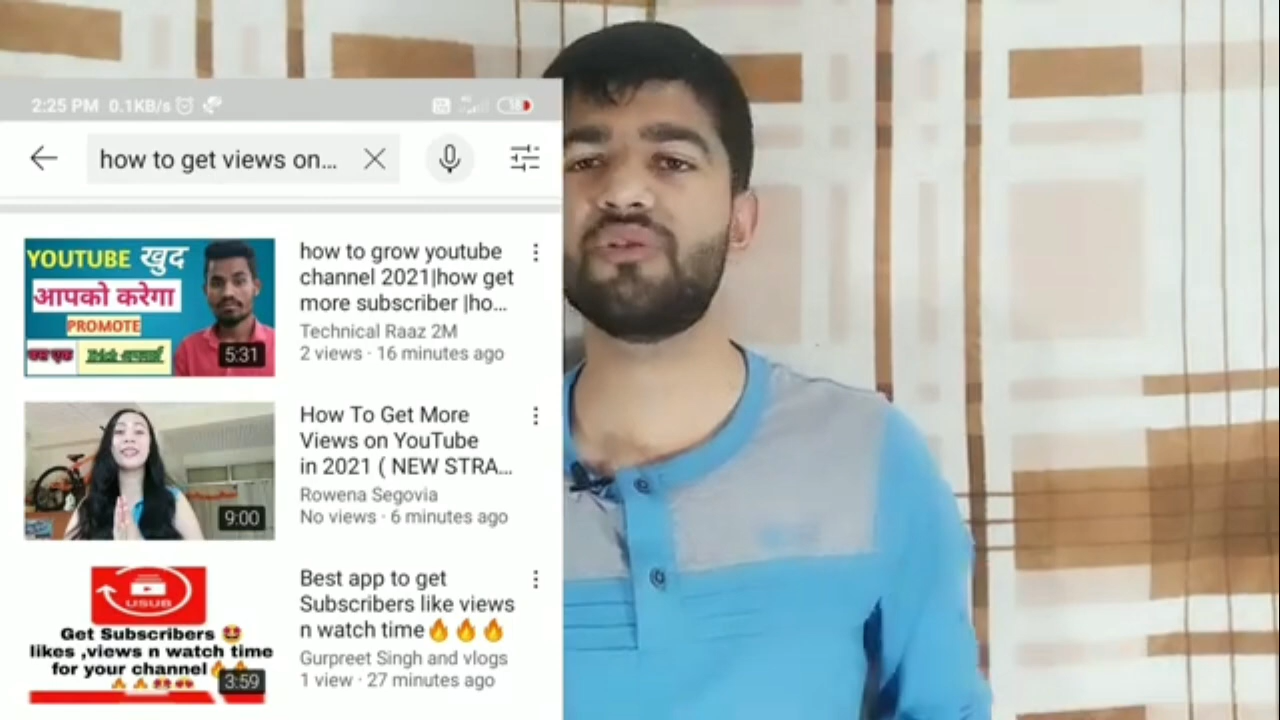 2:25 PM 0.1KB/s
how to get views on...
YOUTUBE खुद
आपको करेगा
PROMOTE
5:31
how to grow youtube
channel 2021|how get
more subscriber |ho...
Technical Raaz 2M
2 views · 16 minutes ago
9:00
How To Get More
Views on YouTube
in 2021 ( NEW STRA...
Rowena Segovia
No views · 6 minutes ago
USUB
Get Subscribers 🤩
likes ,views n watch time
for your channel🔥🔥
3:59
Best app to get
Subscribers like views
n watch time🔥🔥🔥
Gurpreet Singh and vlogs
1 view · 27 minutes ago